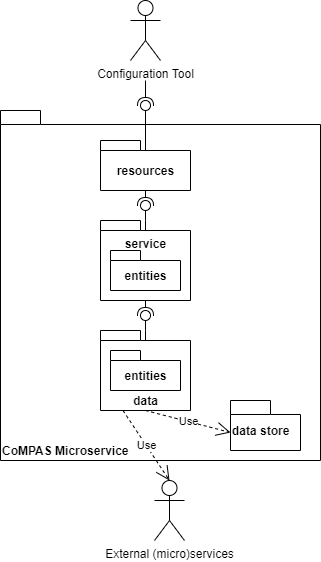 Configuration Tool
resources
service
entities
entities
data
Use
data store
Use
CoMPAS Microservice
External (micro)services